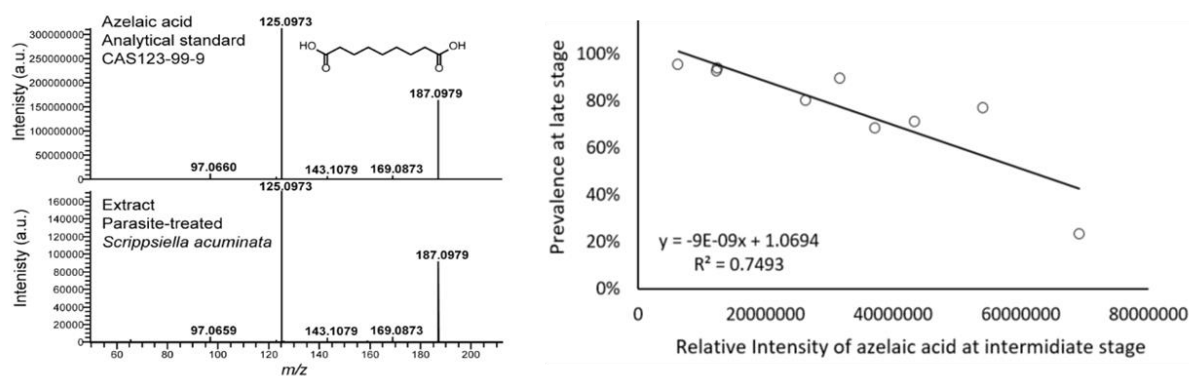 Azelaic acid
Analytical standard
CAS123-99-9
125.0973
HO
O
O
OH
187.0979
97.0660
143.1079
169.0873
Intenisty (a.u.)
300000000
250000000
200000000
150000000
100000000
50000000
0
125.0973
Extract
Parasite-treated
Scrippsiella acuminata
187.0979
97.0659
143.1079
169.0873
Intenisty (a.u.)
160000
140000
120000
100000
80000
60000
40000
20000
0
60 80 100 120 140 160 180 200
m/z
Prevalence at late stage
100%
80%
60%
40%
20%
0%
y = -9E-09x + 1.0694
R² = 0.7493
0 20000000 40000000 60000000 80000000
Relative Intensity of azelaic acid at intermidiate stage